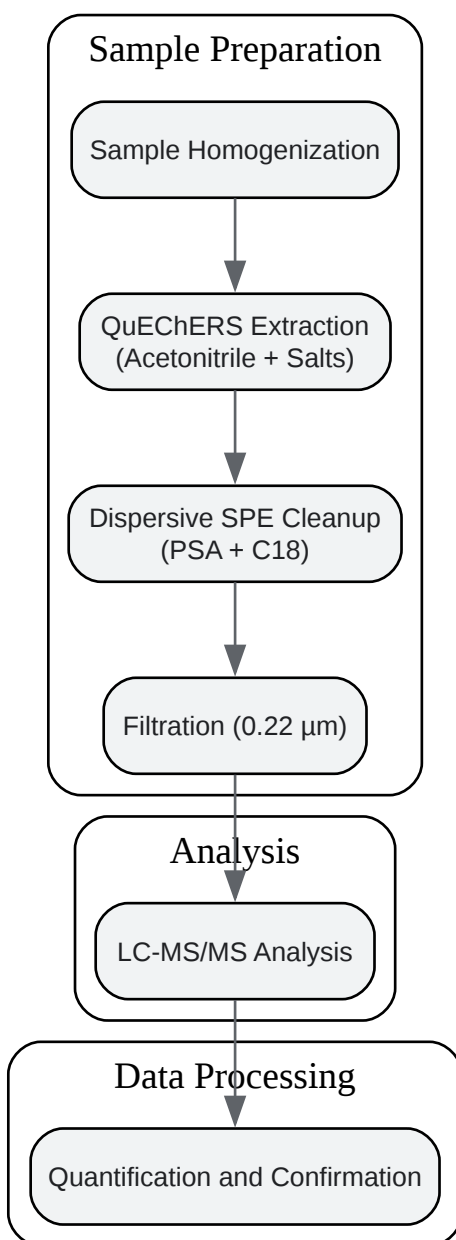 Sample Preparation
Sample Homogenization
QuEChERS Extraction
(Acetonitrile + Salts)
Dispersive SPE Cleanup
(PSA + C18)
Filtration (0.22 µm)
Analysis
LC-MS/MS Analysis
Data Processing
Quantification and Confirmation